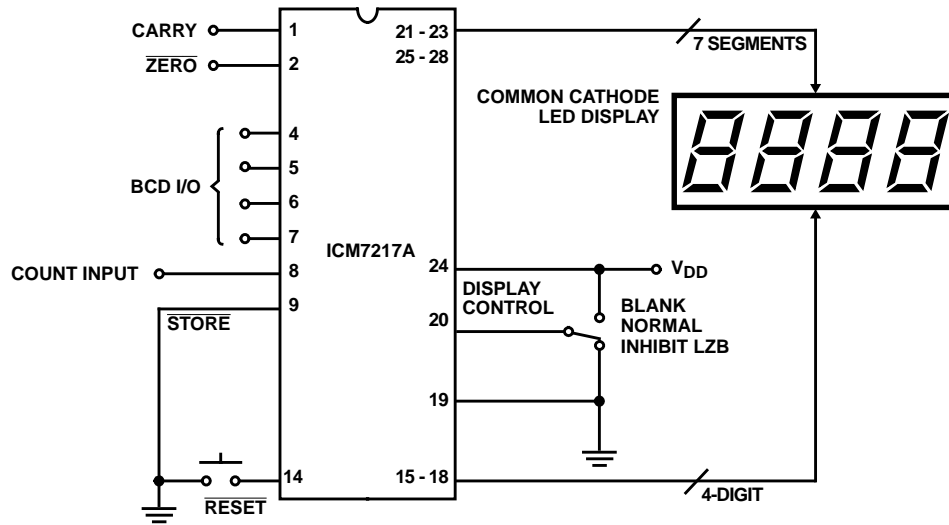 CARRY
1
ZERO
2
4
5
BCD I/O
6
7
COUNT INPUT
8
9
STORE
14
RESET
ICM7217A
21 - 23
25 - 28
24
DISPLAY
CONTROL
20
19
15 - 18
7 SEGMENTS
COMMON CATHODE
LED DISPLAY
8888
VDD
BLANK
NORMAL
INHIBIT LZB
4-DIGIT